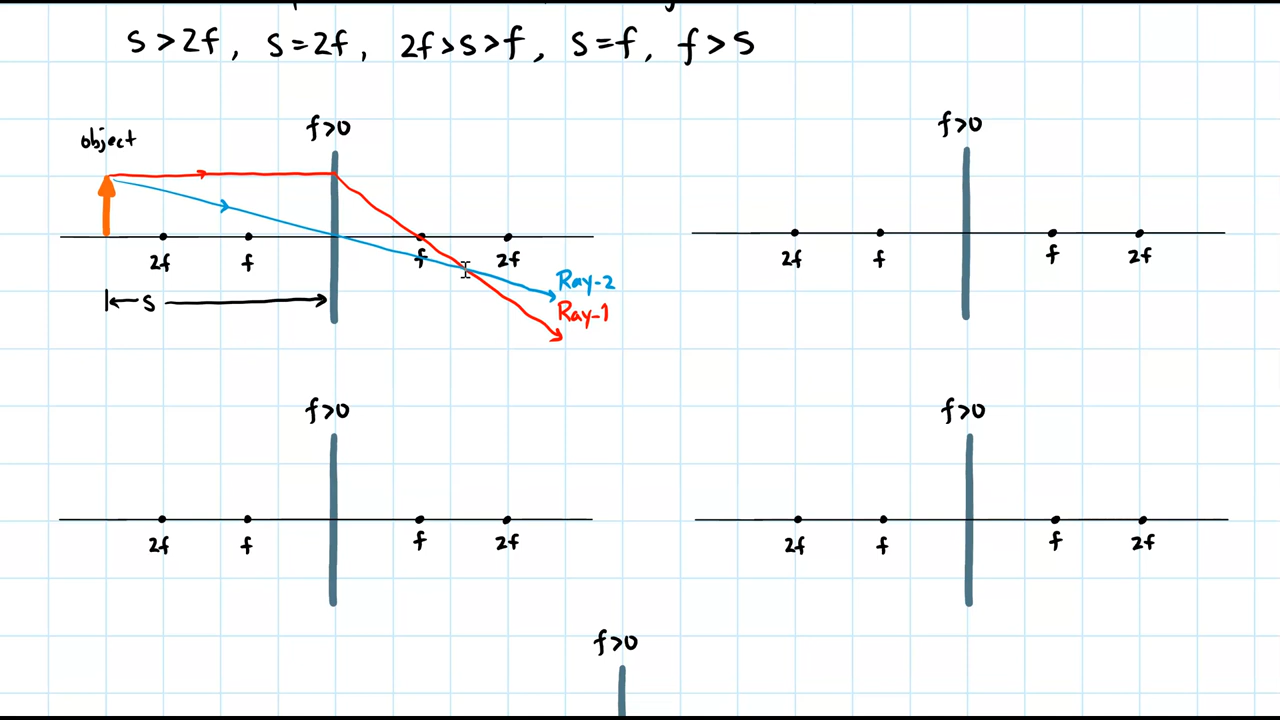 s > 2f, s = 2f, 2f > s > f, s = f, f > s
object
f>0
f>0
2f f f 2f
2f f f 2f
s
Ray-2
Ray-1
f>0
f>0
2f f f 2f
2f f f 2f
f>0